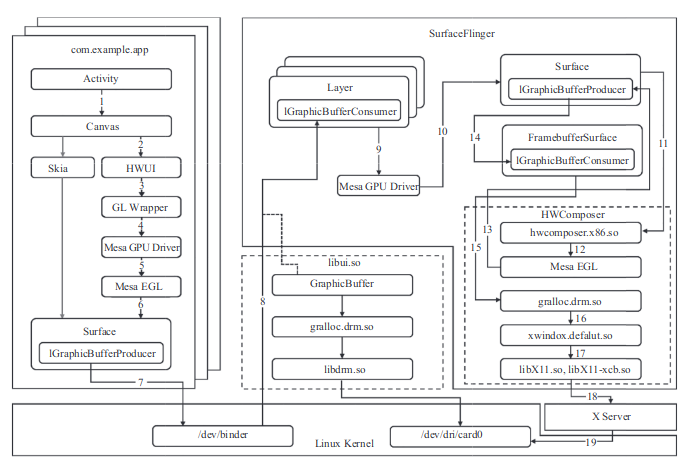 com.example.app
Activity
1
Canvas
2
Skia
HWUI
3
GL Wrapper
4
Mesa GPU Driver
5
Mesa EGL
6
Surface
lGraphicBufferProducer
7
SurfaceFlinger
Layer
lGraphicBufferConsumer
9
Mesa GPU Driver
10
Surface
lGraphicBufferProducer
14
11
FramebufferSurface
lGraphicBufferConsumer
13
15
HWComposer
hwcomposer.x86.so
12
Mesa EGL
gralloc.drm.so
16
xwindox.defalut.so
17
libX11.so, libX11-xcb.so
libui.so
GraphicBuffer
8
gralloc.drm.so
libdrm.so
18
X Server
/dev/binder
/dev/dri/card0
19
Linux Kernel